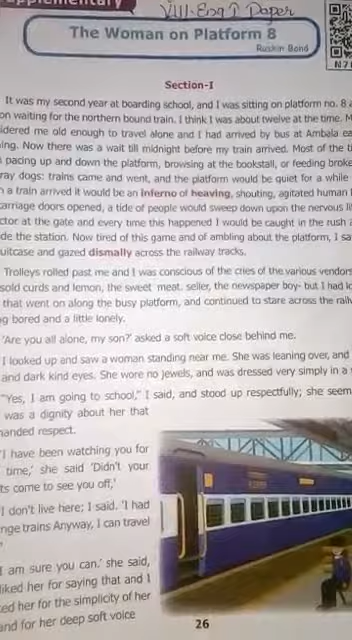 Supplementary
VIII-Eng I Paper
The Woman on Platform 8
Ruskin Bond
Section-I
It was my second year at boarding school, and I was sitting on platform no. 8 a
on waiting for the northern bound train. I think I was about twelve at the time. M
idered me old enough to travel alone and I had arrived by bus at Ambala ea
ing. Now there was a wait till midnight before my train arrived. Most of the ti
pacing up and down the platform, browsing at the bookstall, or feeding broke
ray dogs: trains came and went, and the platform would be quiet for a while
a train arrived it would be an inferno of heaving, shouting, agitated human
arriage doors opened, a tide of people would sweep down upon the nervous li
ctor at the gate and every time this happened I would be caught in the rush
de the station. Now tired of this game and of ambling about the platform, I sa
uitcase and gazed dismally across the railway tracks.
Trolleys rolled past me and I was conscious of the cries of the various vendors
sold curds and lemon, the sweet meat. seller, the newspaper boy- but I had lo
that went on along the busy platform, and continued to stare across the railw
g bored and a little lonely.
'Are you all alone, my son?' asked a soft voice close behind me.
I looked up and saw a woman standing near me. She was leaning over, and
and dark kind eyes. She wore no jewels, and was dressed very simply in a
"Yes, I am going to school," I said, and stood up respectfully; she seem
was a dignity about her that
anded respect.
'I have been watching you for
time,' she said 'Didn't your
ts come to see you off,'
I don't live here; I said. 'I had
nge trains Anyway, I can travel
I am sure you can.' she said,
liked her for saying that and I
ed her for the simplicity of her
and for her deep soft voice
26